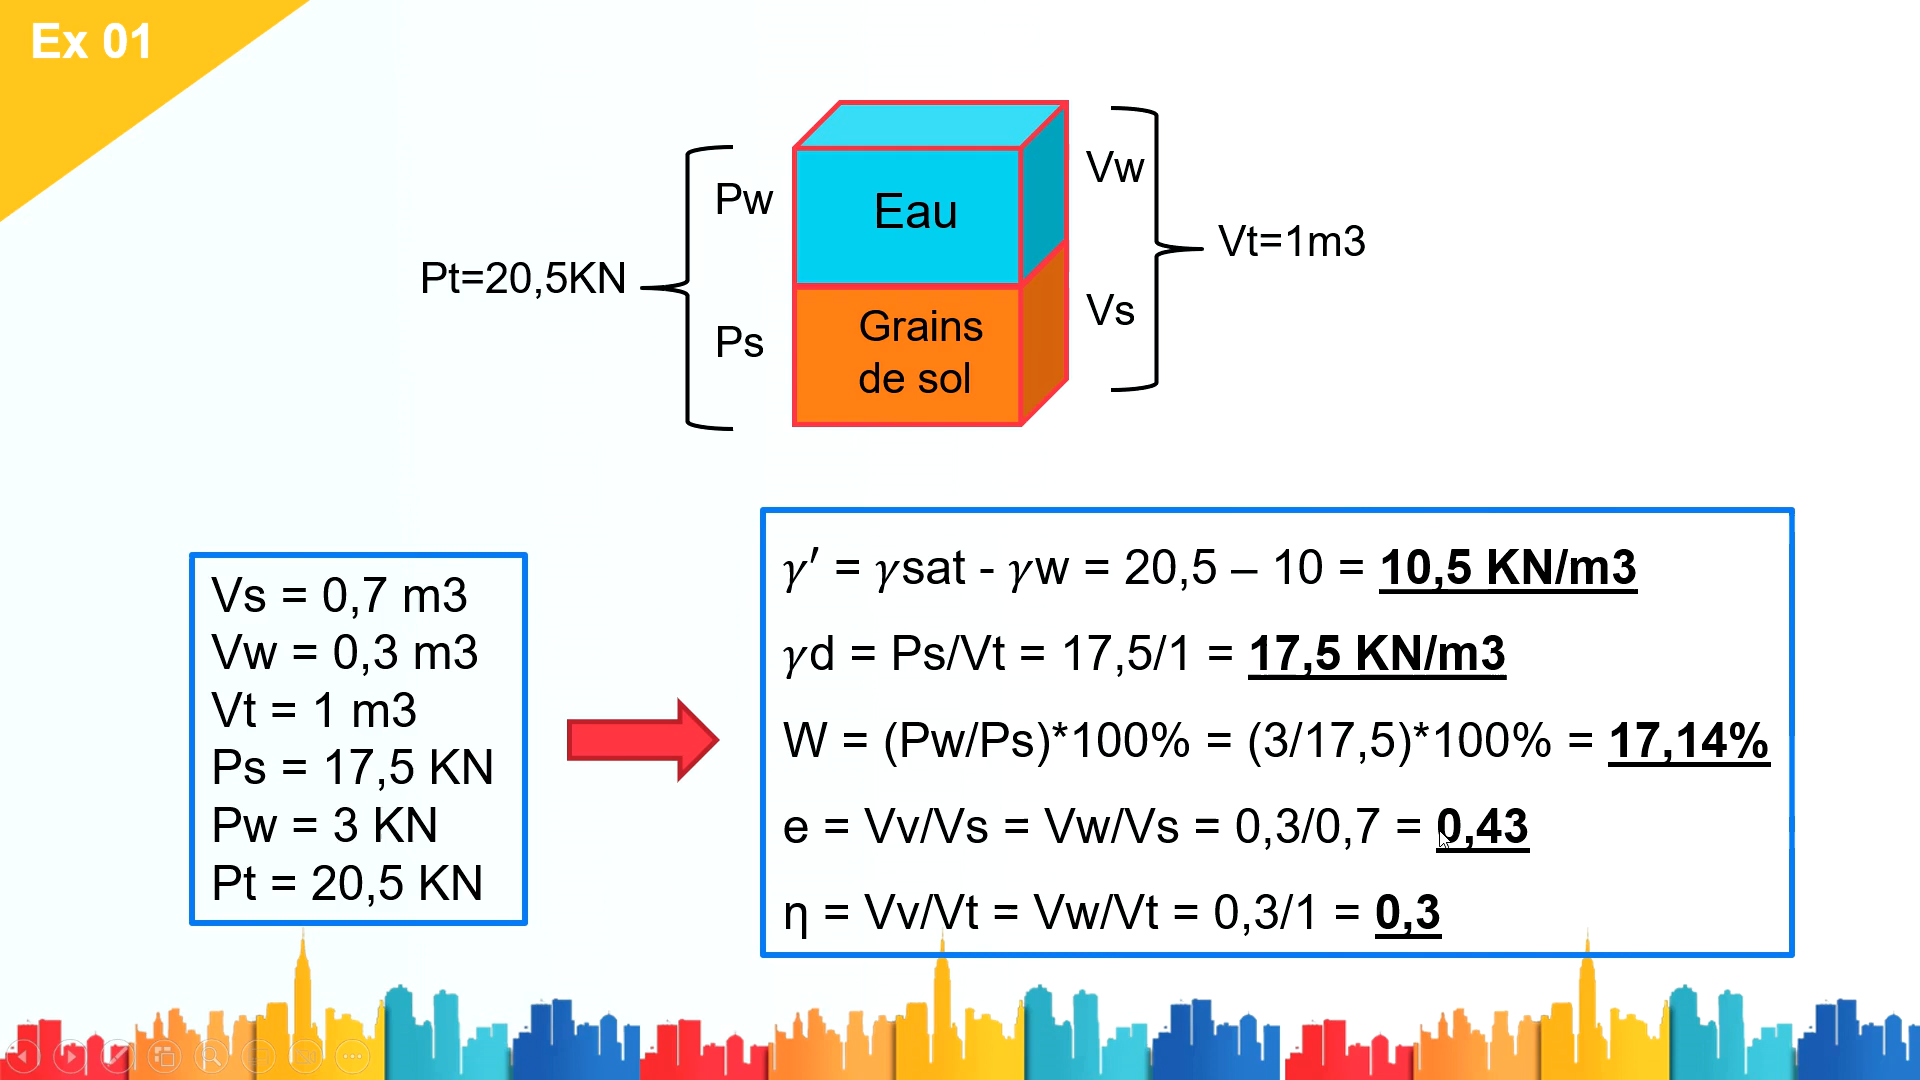 Ex 01
Pw
Eau
Vw
Pt=20,5KN
Vt=1m3
Ps
Grains
de sol
Vs
Vs = 0,7 m3
Vw = 0,3 m3
Vt = 1 m3
Ps = 17,5 KN
Pw = 3 KN
Pt = 20,5 KN
γ′ = γsat - γw = 20,5 – 10 = 10,5 KN/m3
γd = Ps/Vt = 17,5/1 = 17,5 KN/m3
W = (Pw/Ps)*100% = (3/17,5)*100% = 17,14%
e = Vv/Vs = Vw/Vs = 0,3/0,7 = 0,43
η = Vv/Vt = Vw/Vt = 0,3/1 = 0,3